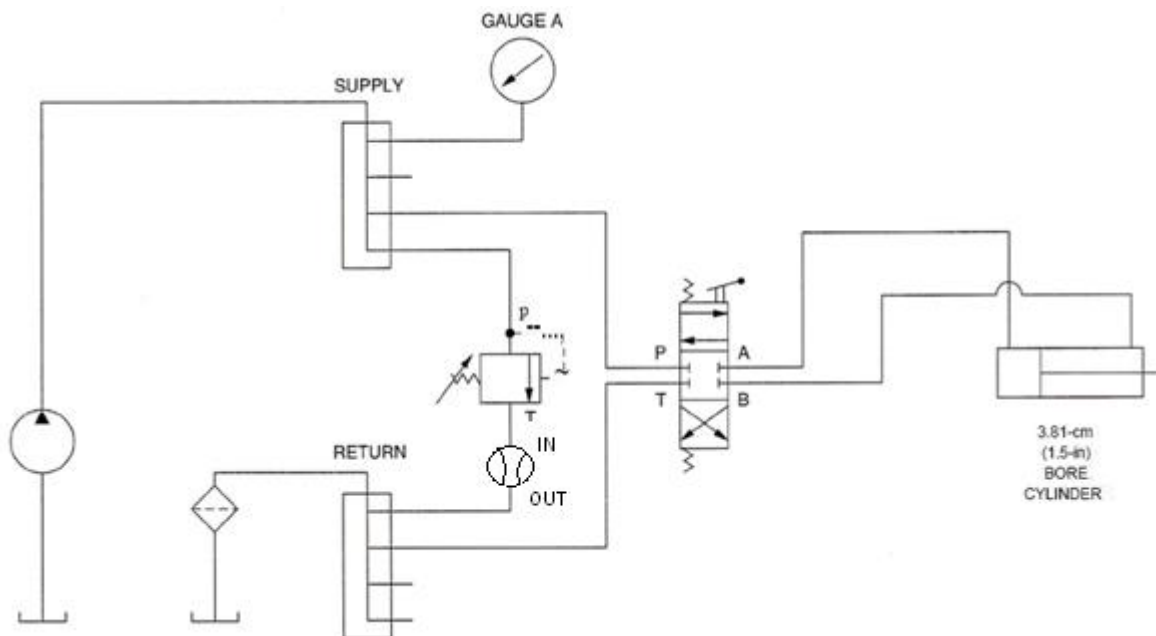 GAUGE A
SUPPLY
P
P A
T B
T
IN
OUT
RETURN
3.81-cm
(1.5-in)
BORE
CYLINDER